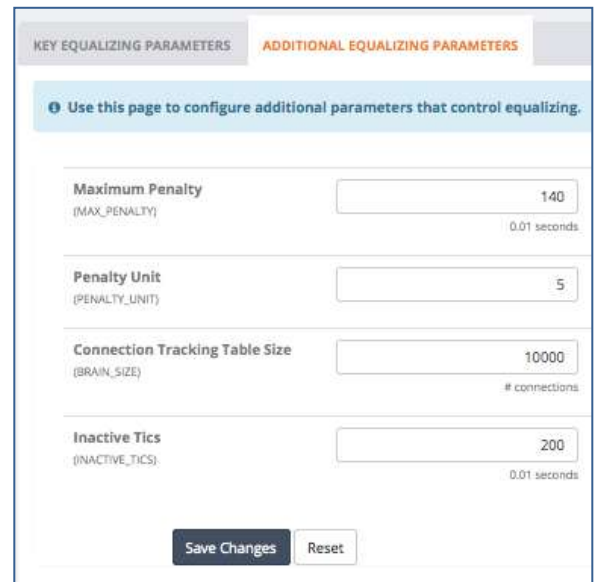 KEY EQUALIZING PARAMETERS ADDITIONAL EQUALIZING PARAMETERS
Use this page to configure additional parameters that control equalizing.
Maximum Penalty 140
(MAX_PENALTY) 0.01 seconds
Penalty Unit 5
(PENALTY_UNIT)
Connection Tracking Table Size 10000
(BRAIN_SIZE) # connections
Inactive Tics 200
(INACTIVE_TICS) 0.01 seconds
Save Changes Reset